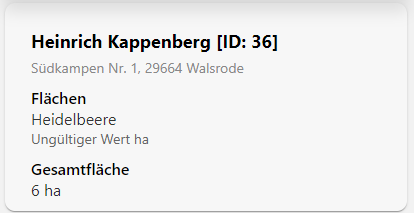 Heinrich Kappenberg [ID: 36]
Südkampen Nr. 1, 29664 Walsrode
Flächen
Heidelbeere
Ungültiger Wert ha
Gesamtfläche
6 ha